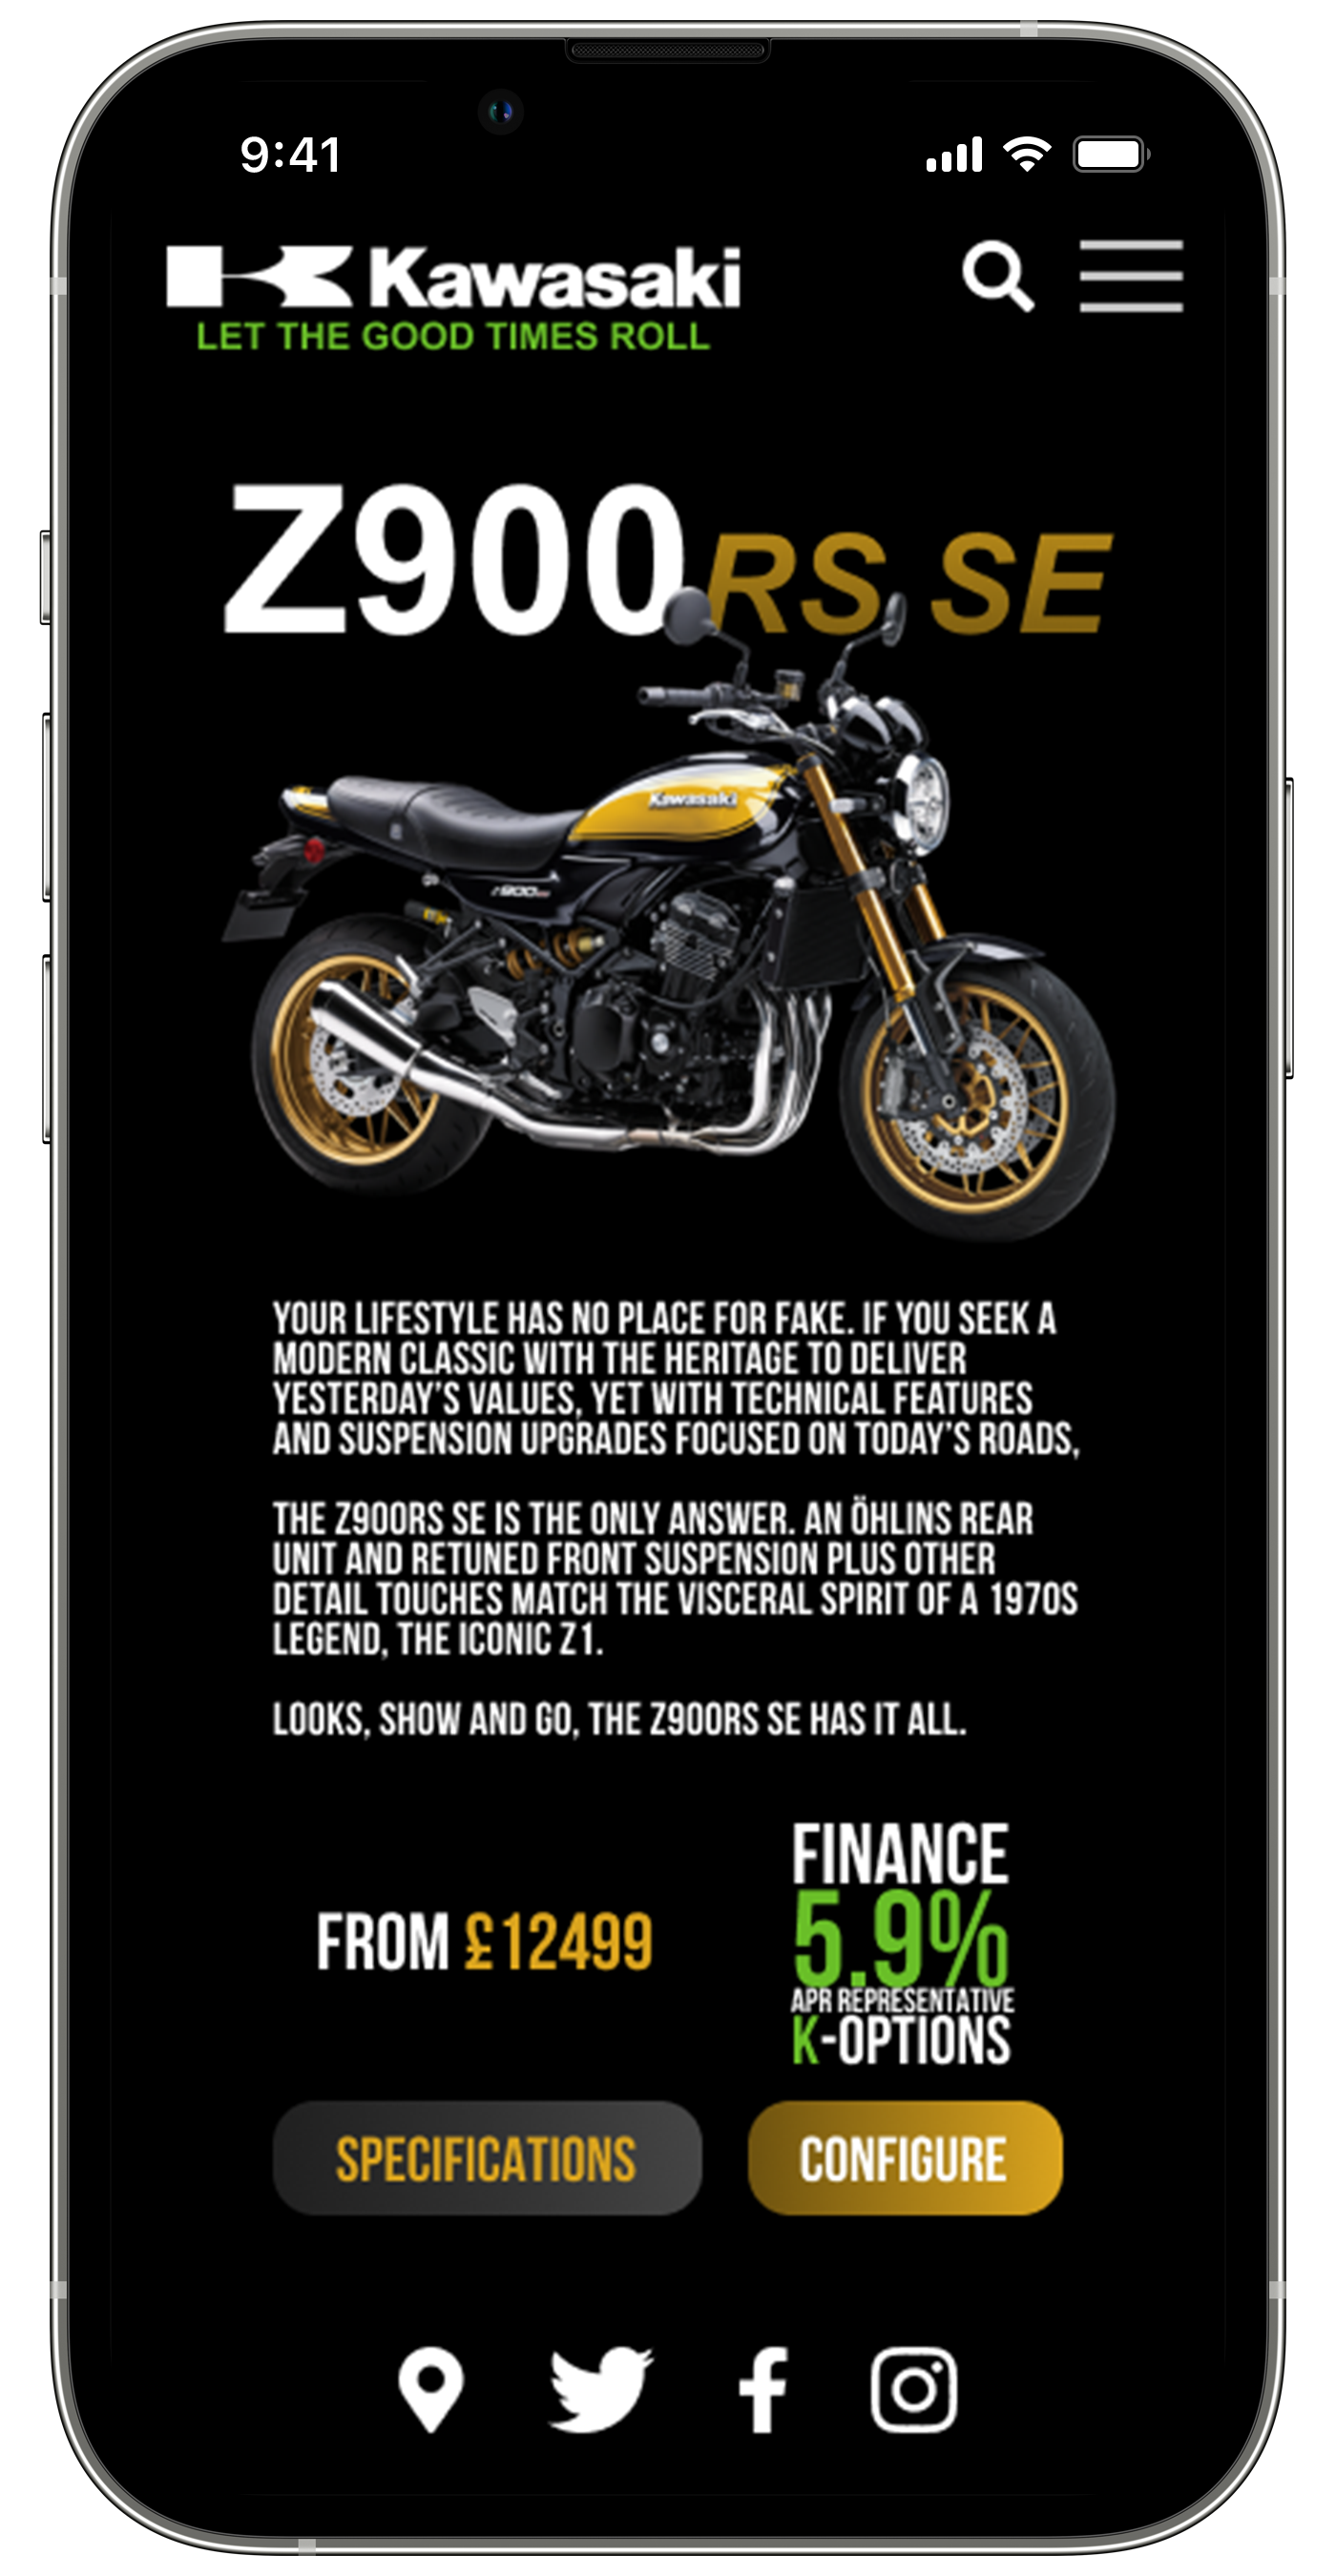 9:41
Kawasaki
LET THE GOOD TIMES ROLL
Z900 RS SE
Kawasaki
Z900
YOUR LIFESTYLE HAS NO PLACE FOR FAKE. IF YOU SEEK A
MODERN CLASSIC WITH THE HERITAGE TO DELIVER
YESTERDAY'S VALUES, YET WITH TECHNICAL FEATURES
AND SUSPENSION UPGRADES FOCUSED ON TODAY'S ROADS,
THE Z900RS SE IS THE ONLY ANSWER. AN ÖHLINS REAR
UNIT AND RETUNED FRONT SUSPENSION PLUS OTHER
DETAIL TOUCHES MATCH THE VISCERAL SPIRIT OF A 1970S
LEGEND, THE ICONIC Z1.
LOOKS, SHOW AND GO, THE Z900RS SE HAS IT ALL.
FROM £12499
FINANCE
5.9%
APR REPRESENTATIVE
K-OPTIONS
SPECIFICATIONS
CONFIGURE